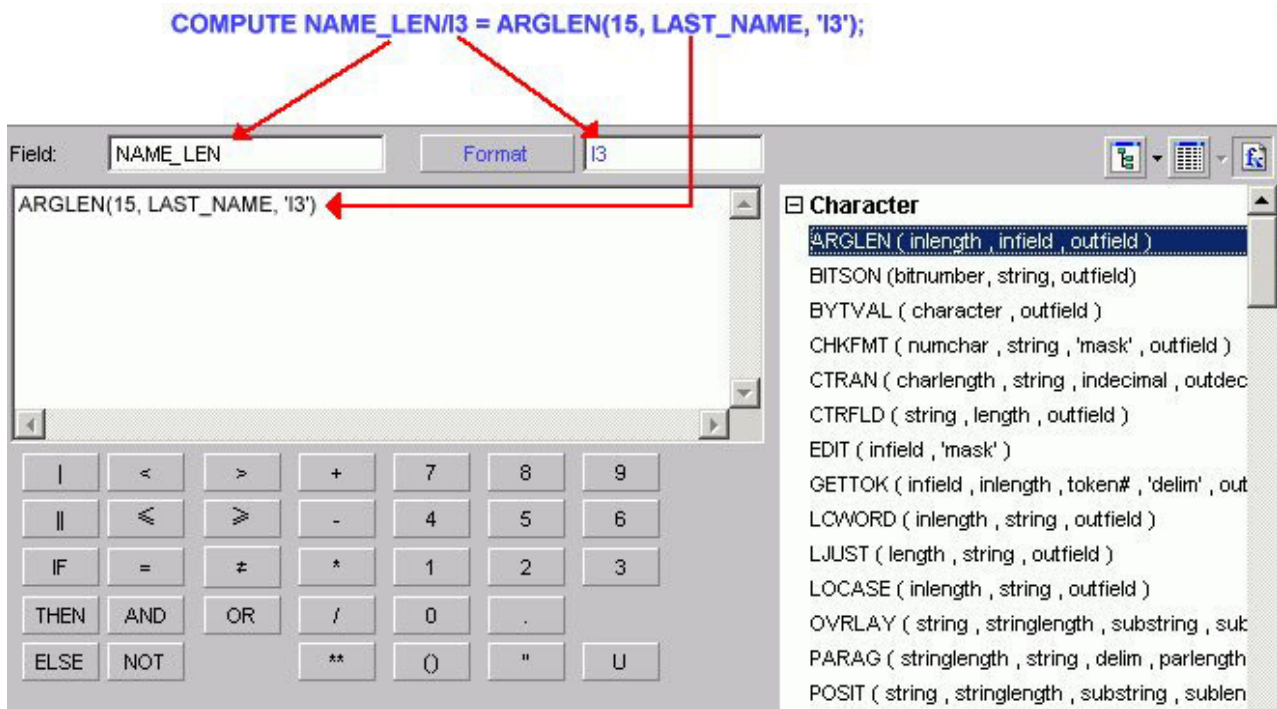 COMPUTE NAME_LEN/I3 = ARGLEN(15, LAST_NAME, 'I3');
Field: NAME_LEN Format I3
ARGLEN(15, LAST_NAME, 'I3')
| < > + 7 8 9
|| ⩽ ⩾ - 4 5 6
IF = ≠ * 1 2 3
THEN AND OR / 0 .
ELSE NOT ** () " U
Character
ARGLEN ( inlength , infield , outfield )
BITSON (bitnumber, string, outfield)
BYTVAL ( character , outfield )
CHKFMT ( numchar , string , 'mask' , outfield )
CTRAN ( charlength , string , indecimal , outdec
CTRFLD ( string , length , outfield )
EDIT ( infield , 'mask' )
GETTOK ( infield , inlength , token# , 'delim' , out
LCWORD ( inlength , string , outfield )
LJUST ( length , string , outfield )
LOCASE ( inlength , string , outfield )
OVRLAY ( string , stringlength , substring , sub
PARAG ( stringlength , string , delim , parlength
POSIT ( string , stringlength , substring , sublen